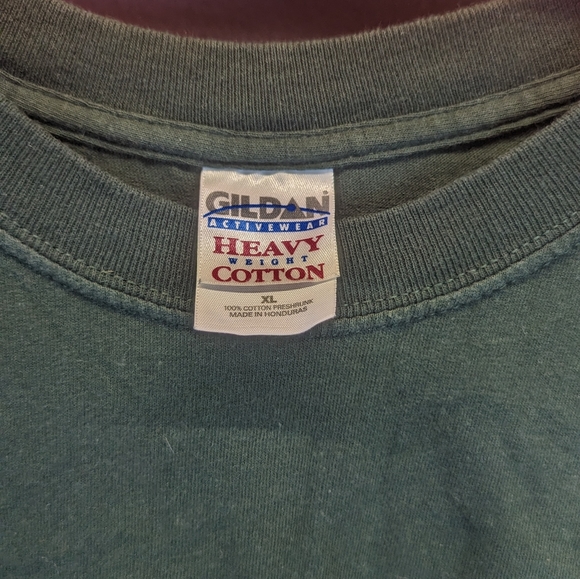 GILDAN
ACTIVEWEAR
HEAVY
WEIGHT
COTTON
XL
100% COTTON PRESHRUNK
MADE IN HONDURAS